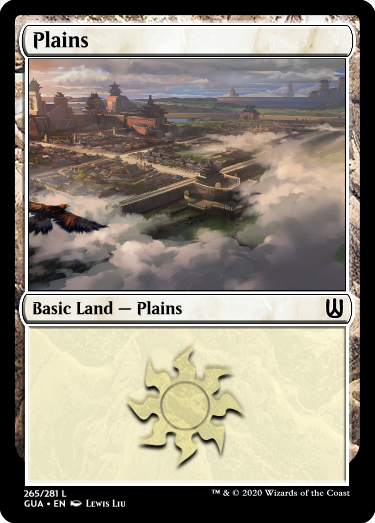 Plains
Basic Land — Plains
265/281 L
™ & © 2020 Wizards of the Coast
GUA • EN Lewis Liu